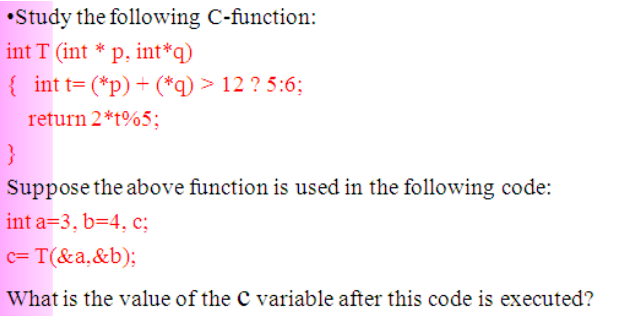 •Study the following C-function:
int T (int * p, int*q)
{ int t= (*p) + (*q) > 12 ? 5:6;
return 2*t%5;
}
Suppose the above function is used in the following code:
int a=3, b=4, c;
c= T(&a,&b);
What is the value of the C variable after this code is executed?